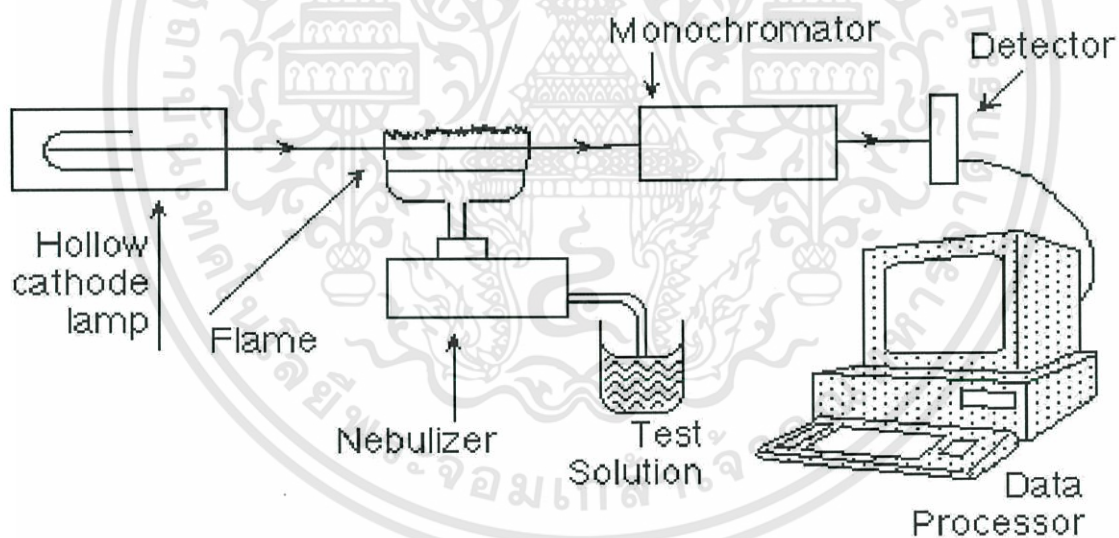 Monochromator
Detector
Hollow
cathode
lamp
Flame
Nebulizer
Test
Solution
Data
Processor